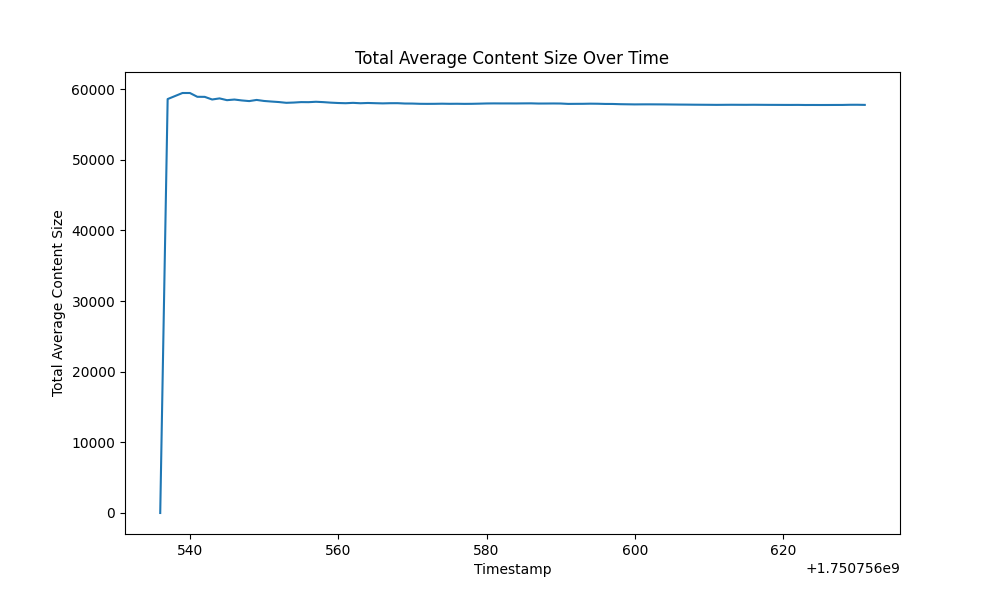 Total Average Content Size Over Time
60000
50000
40000
30000
20000
10000
0
Total Average Content Size
540 560 580 600 620
Timestamp
+1.750756e9